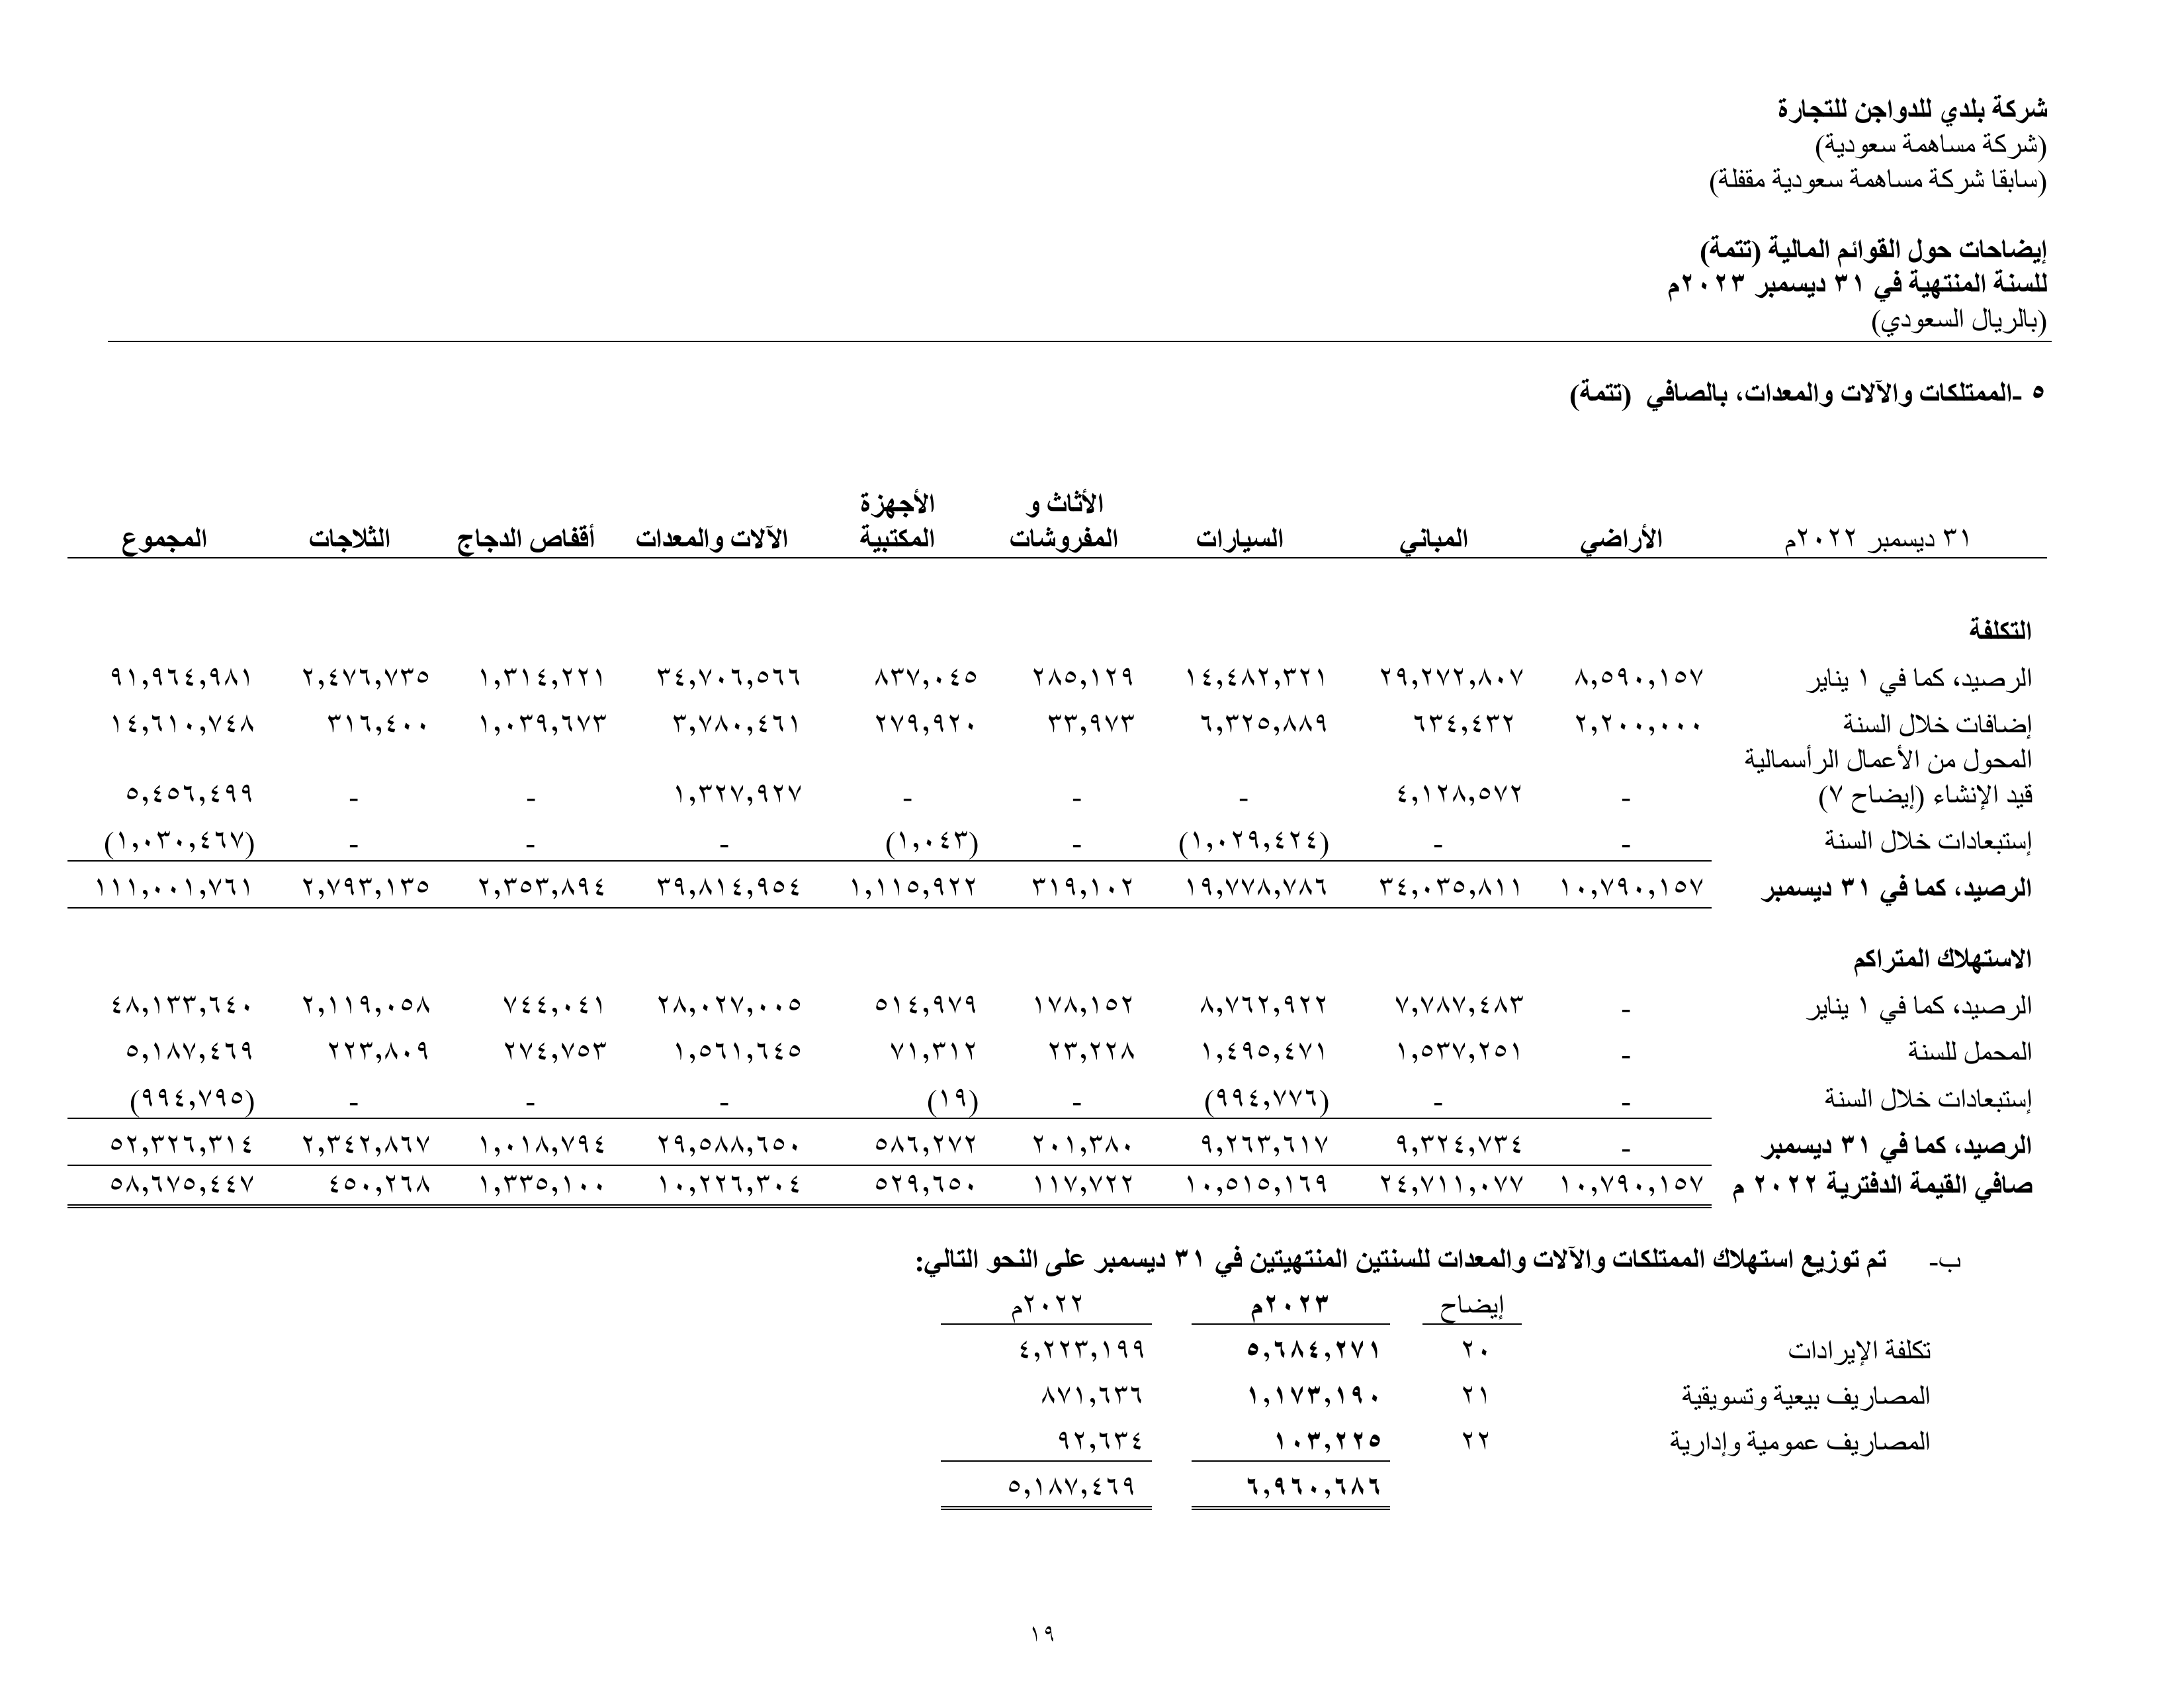 شركة بلدي للدواجن للتجارة
(شركة مساهمة سعودية)
(سابقا شركة مساهمة سعودية مقفلة)
إيضاحات حول القوائم المالية (تتمة)
للسنة المنتهية في ٣١ ديسمبر ٢٠٢٣م
(بالريال السعودي)
٥ -الممتلكات والآلات والمعدات، بالصافي (تتمة)
الأثاث و الأجهزة
٣١ ديسمبر ٢٠٢٢م الأراضي المباني السيارات المفروشات المكتبية الآلات والمعدات أقفاص الدجاج الثلاجات المجموع
التكلفة
الرصيد، كما في ١ يناير ٨,٥٩٠,١٥٧ ٢٩,٢٧٢,٨٠٧ ١٤,٤٨٢,٣٢١ ٢٨٥,١٢٩ ٨٣٧,٠٤٥ ٣٤,٧٠٦,٥٦٦ ١,٣١٤,٢٢١ ٢,٤٧٦,٧٣٥ ٩١,٩٦٤,٩٨١
إضافات خلال السنة ٢,٢٠٠,٠٠٠ ٦٣٤,٤٣٢ ٦,٣٢٥,٨٨٩ ٣٣,٩٧٣ ٢٧٩,٩٢٠ ٣,٧٨٠,٤٦١ ١,٠٣٩,٦٧٣ ٣١٦,٤٠٠ ١٤,٦١٠,٧٤٨
المحول من الأعمال الرأسمالية
قيد الإنشاء (إيضاح ٧) - ٤,١٢٨,٥٧٢ - - - ١,٣٢٧,٩٢٧ - - ٥,٤٥٦,٤٩٩
إستبعادات خلال السنة - - (١,٠٢٩,٤٢٤) - (١,٠٤٣) - - - (١,٠٣٠,٤٦٧)
الرصيد، كما في ٣١ ديسمبر ١٠,٧٩٠,١٥٧ ٣٤,٠٣٥,٨١١ ١٩,٧٧٨,٧٨٦ ٣١٩,١٠٢ ١,١١٥,٩٢٢ ٣٩,٨١٤,٩٥٤ ٢,٣٥٣,٨٩٤ ٢,٧٩٣,١٣٥ ١١١,٠٠١,٧٦١
الاستهلاك المتراكم
الرصيد، كما في ١ يناير - ٧,٧٨٧,٤٨٣ ٨,٧٦٢,٩٢٢ ١٧٨,١٥٢ ٥١٤,٩٧٩ ٢٨,٠٢٧,٠٠٥ ٧٤٤,٠٤١ ٢,١١٩,٠٥٨ ٤٨,١٣٣,٦٤٠
المحمل للسنة - ١,٥٣٧,٢٥١ ١,٤٩٥,٤٧١ ٢٣,٢٢٨ ٧١,٣١٢ ١,٥٦١,٦٤٥ ٢٧٤,٧٥٣ ٢٢٣,٨٠٩ ٥,١٨٧,٤٦٩
إستبعادات خلال السنة - - (٩٩٤,٧٧٦) - (١٩) - - - (٩٩٤,٧٩٥)
الرصيد، كما في ٣١ ديسمبر - ٩,٣٢٤,٧٣٤ ٩,٢٦٣,٦١٧ ٢٠١,٣٨٠ ٥٨٦,٢٧٢ ٢٩,٥٨٨,٦٥٠ ١,٠١٨,٧٩٤ ٢,٣٤٢,٨٦٧ ٥٢,٣٢٦,٣١٤
صافي القيمة الدفترية ٢٠٢٢ م ١٠,٧٩٠,١٥٧ ٢٤,٧١١,٠٧٧ ١٠,٥١٥,١٦٩ ١١٧,٧٢٢ ٥٢٩,٦٥٠ ١٠,٢٢٦,٣٠٤ ١,٣٣٥,١٠٠ ٤٥٠,٢٦٨ ٥٨,٦٧٥,٤٤٧
ب- تم توزيع استهلاك الممتلكات والآلات والمعدات للسنتين المنتهيتين في ٣١ ديسمبر على النحو التالي:
إيضاح ٢٠٢٣م ٢٠٢٢م
تكلفة الإيرادات ٢٠ ٥,٦٨٤,٢٧١ ٤,٢٢٣,١٩٩
المصاريف بيعية وتسويقية ٢١ ١,١٧٣,١٩٠ ٨٧١,٦٣٦
المصاريف عمومية وإدارية ٢٢ ١٠٣,٢٢٥ ٩٢,٦٣٤
٦,٩٦٠,٦٨٦ ٥,١٨٧,٤٦٩
١٩